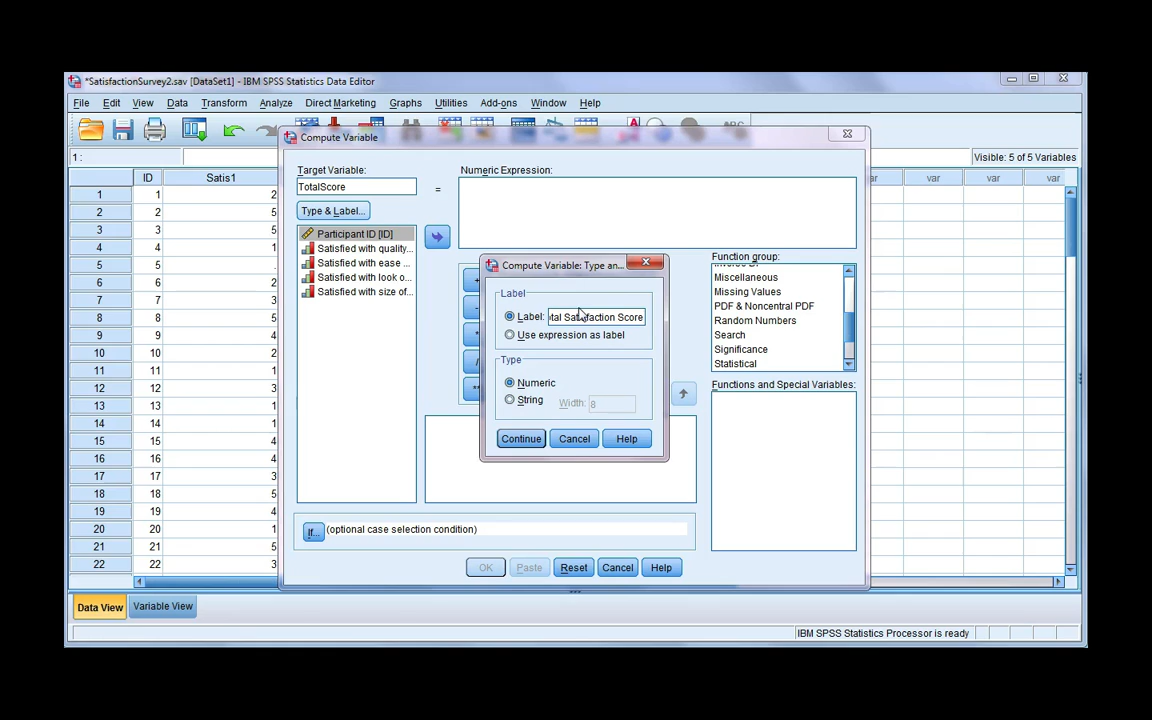 *SatisfactionSurvey2.sav [DataSet1] - IBM SPSS Statistics Data Editor
File Edit View Data Transform Analyze Direct Marketing Graphs Utilities Add-ons Window Help
Compute Variable
1 :
Visible: 5 of 5 Variables
ID Satis1
var var var
1 1 2
2 2 5
3 3 5
4 4 1
5 5 .
6 6 2
7 7 3
8 8 5
9 9 4
10 10 2
11 11 1
12 12 3
13 13 1
14 14 1
15 15 4
16 16 4
17 17 3
18 18 5
19 19 4
20 20 1
21 21 5
22 22 3
Target Variable:
TotalScore
=
Numeric Expression:
Type & Label...
Participant ID [ID]
Satisfied with quality...
Satisfied with ease ...
Satisfied with look o...
Satisfied with size of...
Compute Variable: Type an...
Label
Label: tal Satisfaction Score
Use expression as label
Type
Numeric
String Width: 8
Continue Cancel Help
Function group:
Miscellaneous
Missing Values
PDF & Noncentral PDF
Random Numbers
Search
Significance
Statistical
Functions and Special Variables:
If... (optional case selection condition)
OK Paste Reset Cancel Help
Data View Variable View
IBM SPSS Statistics Processor is ready